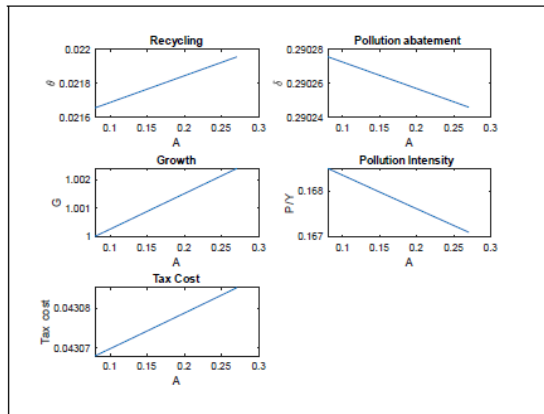 Recycling
0.022
0.0218
0.0216
θ
0.1 0.15 0.2 0.25 0.3
A
Pollution abatement
0.29028
0.29026
0.29024
δ
0.1 0.15 0.2 0.25 0.3
A
Growth
1.002
1.001
1
G
0.1 0.15 0.2 0.25 0.3
A
Pollution Intensity
0.168
0.167
P/Y
0.1 0.15 0.2 0.25 0.3
A
Tax Cost
0.04308
0.04307
Tax cost
0.1 0.15 0.2 0.25 0.3
A